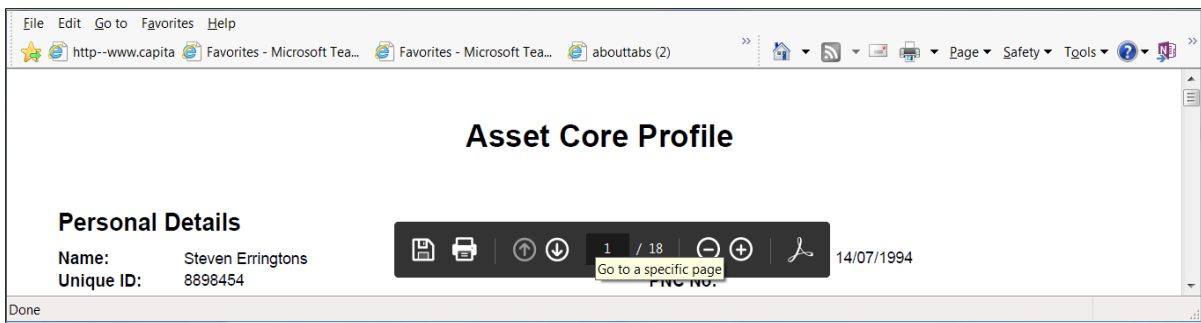 File Edit Go to Favorites Help
http--www.capita Favorites - Microsoft Tea... Favorites - Microsoft Tea... abouttabs (2) » Page Safety Tools »
Asset Core Profile
Personal Details
Name: Steven Erringtons 14/07/1994
1 / 18
Go to a specific page
Unique ID: 8898454 PNC No:
Done